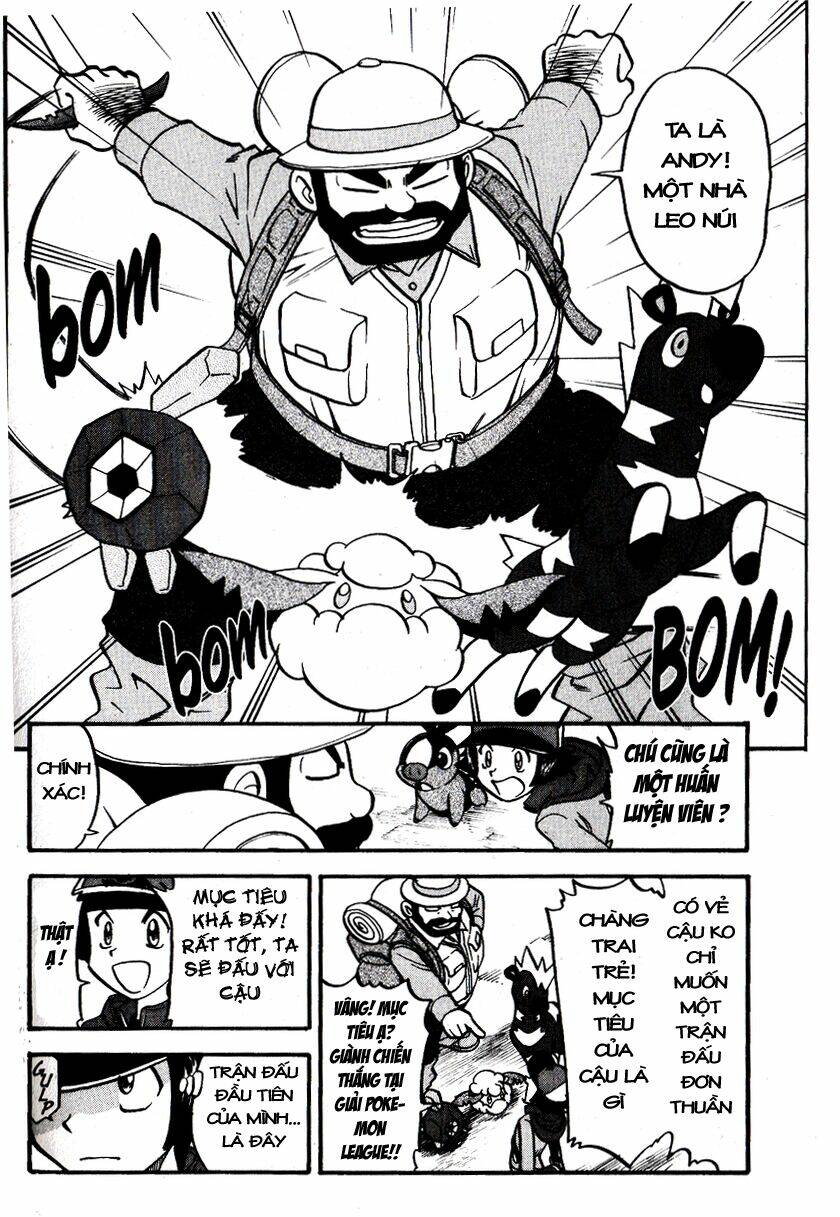 TA LÀ
ANDY!
MỘT NHÀ
LEO NÚI
bom
bom
BOM!
CHÚ CŨNG LÀ
MỘT HUẤN
LUYỆN VIÊN ?
CHÍNH
XÁC!
CÓ VẺ
CẬU KO
CHỈ
MUỐN
MỘT
TRẬN
ĐẤU
ĐƠN
THUẦN
CHÀNG
TRAI
TRẺ!
MỤC
TIÊU
CỦA
CẬU LÀ
GÌ
VÂNG! MỤC
TIÊU Ạ?
GIÀNH CHIẾN
THẮNG TẠI
GIẢI POKE-
MON
LEAGUE!!
MỤC TIÊU
KHÁ ĐẤY!
RẤT TỐT, TA
SẼ ĐẤU VỚI
CẬU
THẬT
Ạ!
TRẬN ĐẤU
ĐẦU TIÊN
CỦA MÌNH...
LÀ ĐÂY
GULP